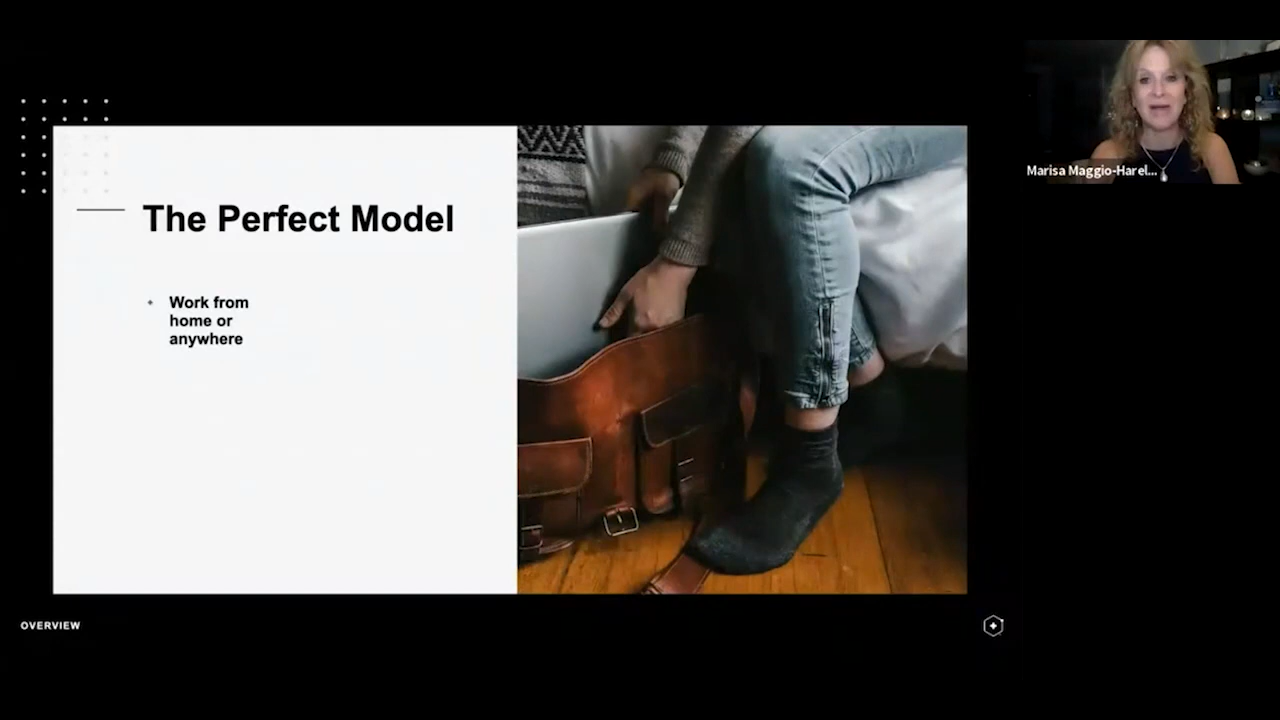 Marisa Maggio-Harel...
The Perfect Model
Work from
home or
anywhere
OVERVIEW